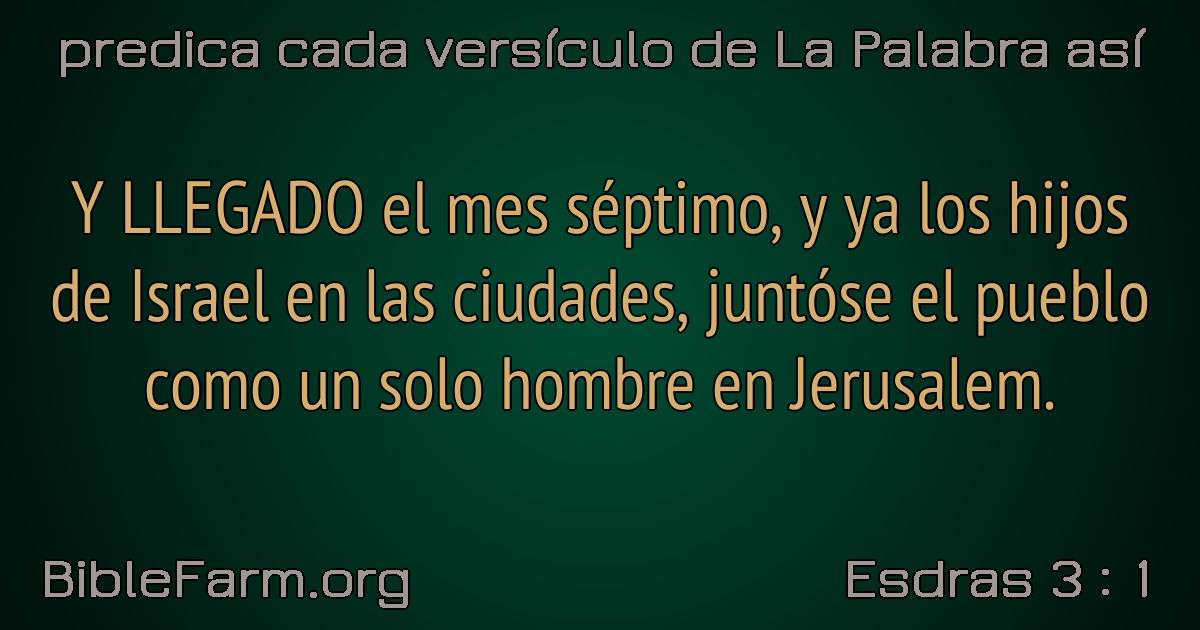 predica cada versículo de La Palabra así
Y LLEGADO el mes séptimo, y ya los hijos
de Israel en las ciudades, juntóse el pueblo
como un solo hombre en Jerusalem.
BibleFarm.org
Esdras 3 : 1